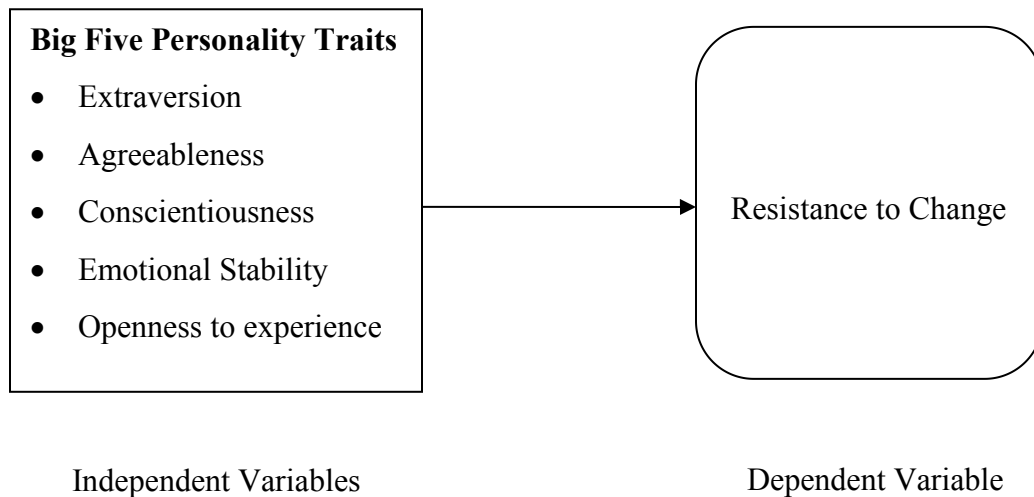 Big Five Personality Traits
• Extraversion
• Agreeableness
• Conscientiousness
• Emotional Stability
• Openness to experience
Resistance to Change
Independent Variables
Dependent Variable